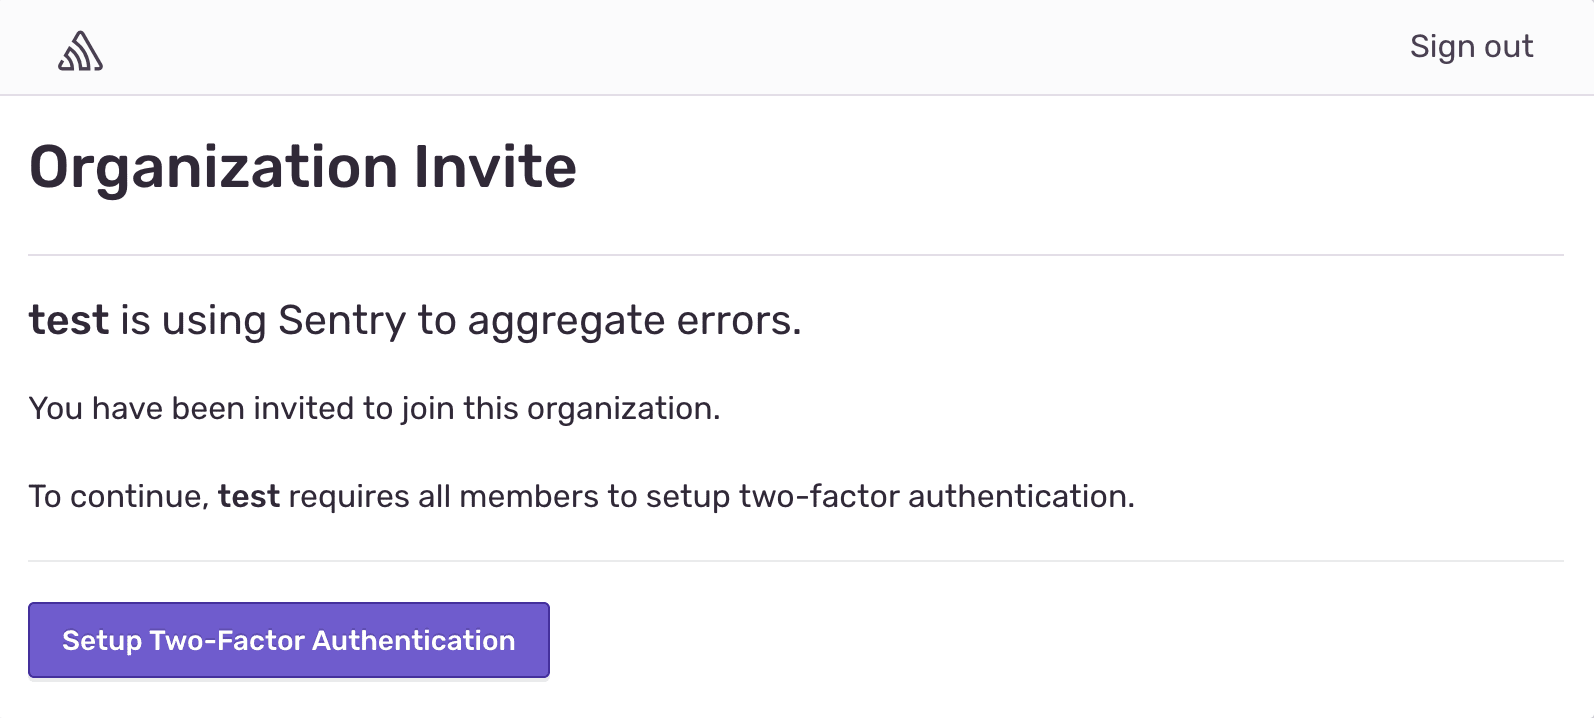 Sign out
Organization Invite
test is using Sentry to aggregate errors.
You have been invited to join this organization.
To continue, test requires all members to setup two-factor authentication.
Setup Two-Factor Authentication